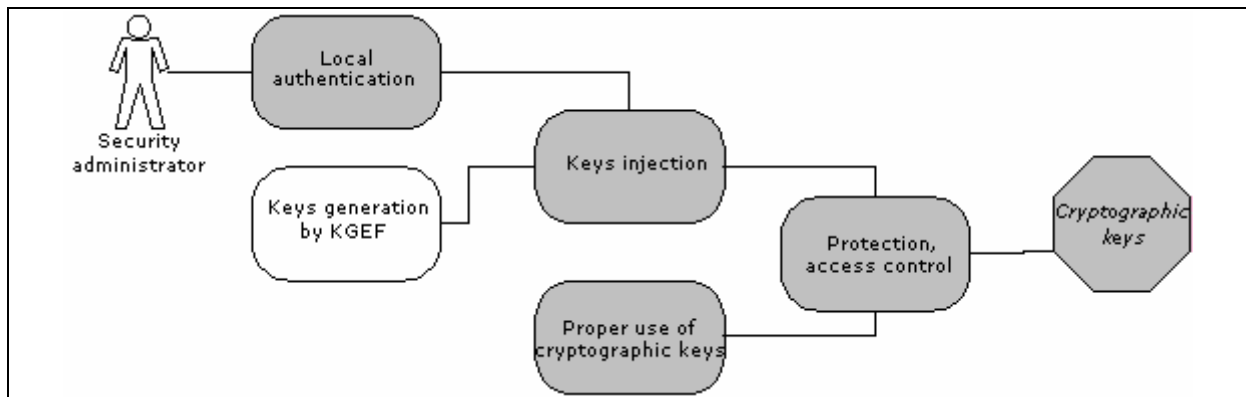 Local
authentication
Security
administrator
Keys injection
Keys generation
by KGEF
Cryptographic
keys
Protection,
access control
Proper use of
cryptographic keys